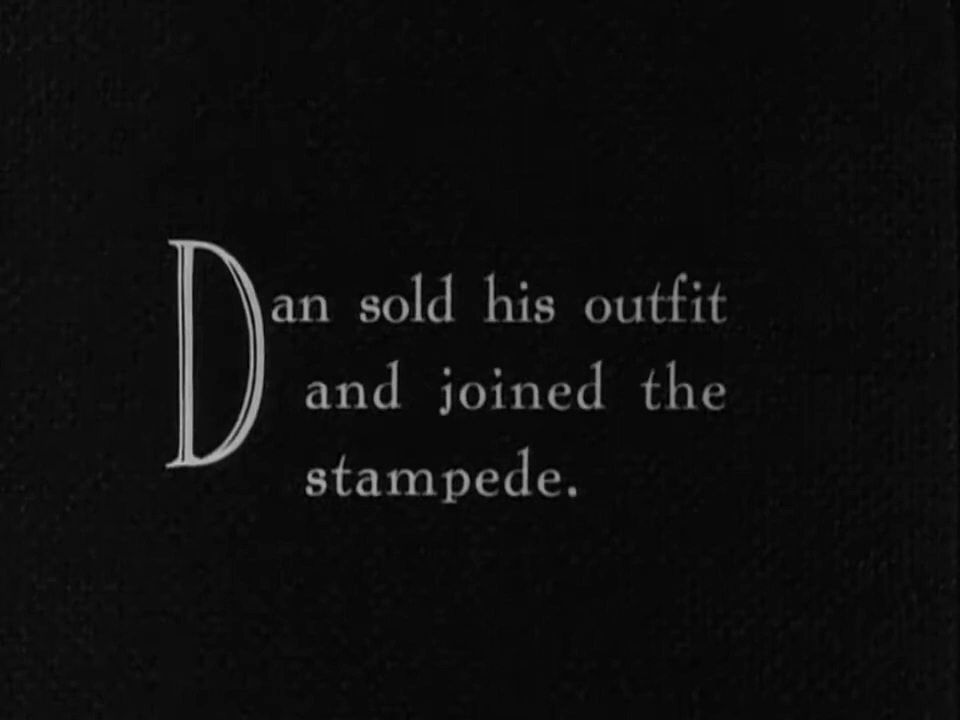 Dan sold his outfit
and joined the
stampede.